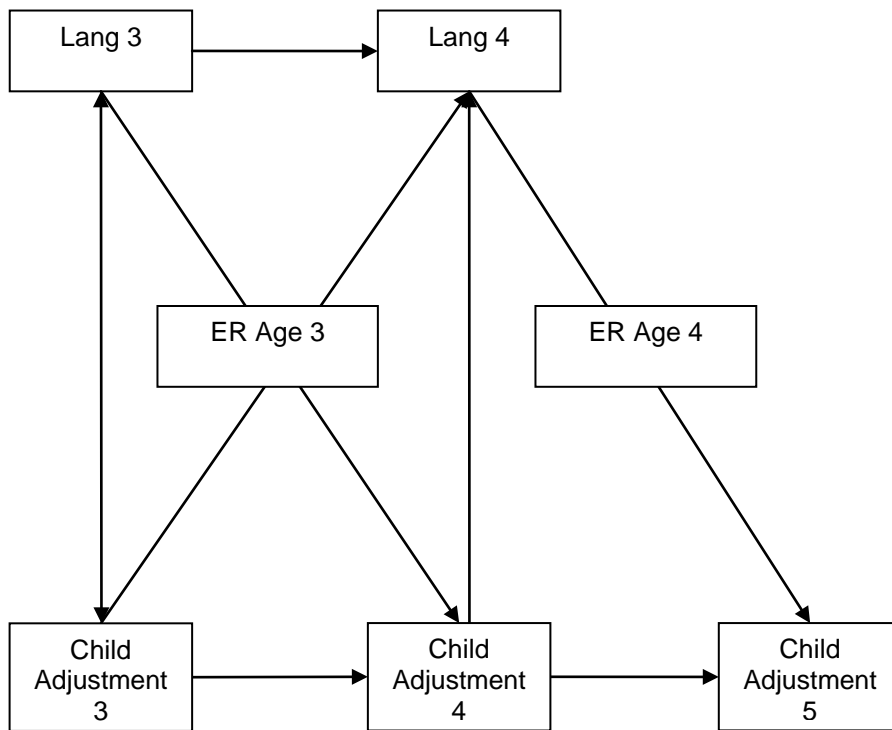 Lang 3
Lang 4
ER Age 3
ER Age 4
Child
Adjustment
3
Child
Adjustment
4
Child
Adjustment
5